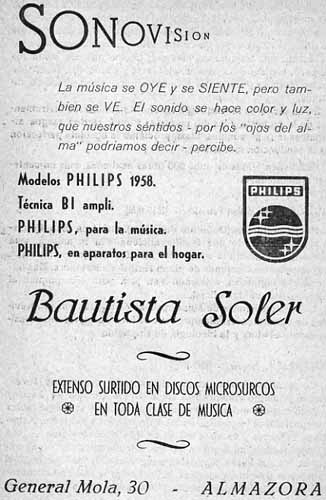 SONOVISION
La música se OYE y se SIENTE, pero tam-
bien se VE. El sonido se hace color y luz,
que nuestros séntidos - por los "ojos del al-
ma" podriamos decir - percibe.
Modelos PHILIPS 1958.
Técnica BI ampli.
PHILIPS, para la música.
PHILIPS, en aparatos para el hogar.
PHILIPS
Bautista Soler
EXTENSO SURTIDO EN DISCOS MICROSURCOS
EN TODA CLASE DE MUSICA
General Mola, 30 - ALMAZORA